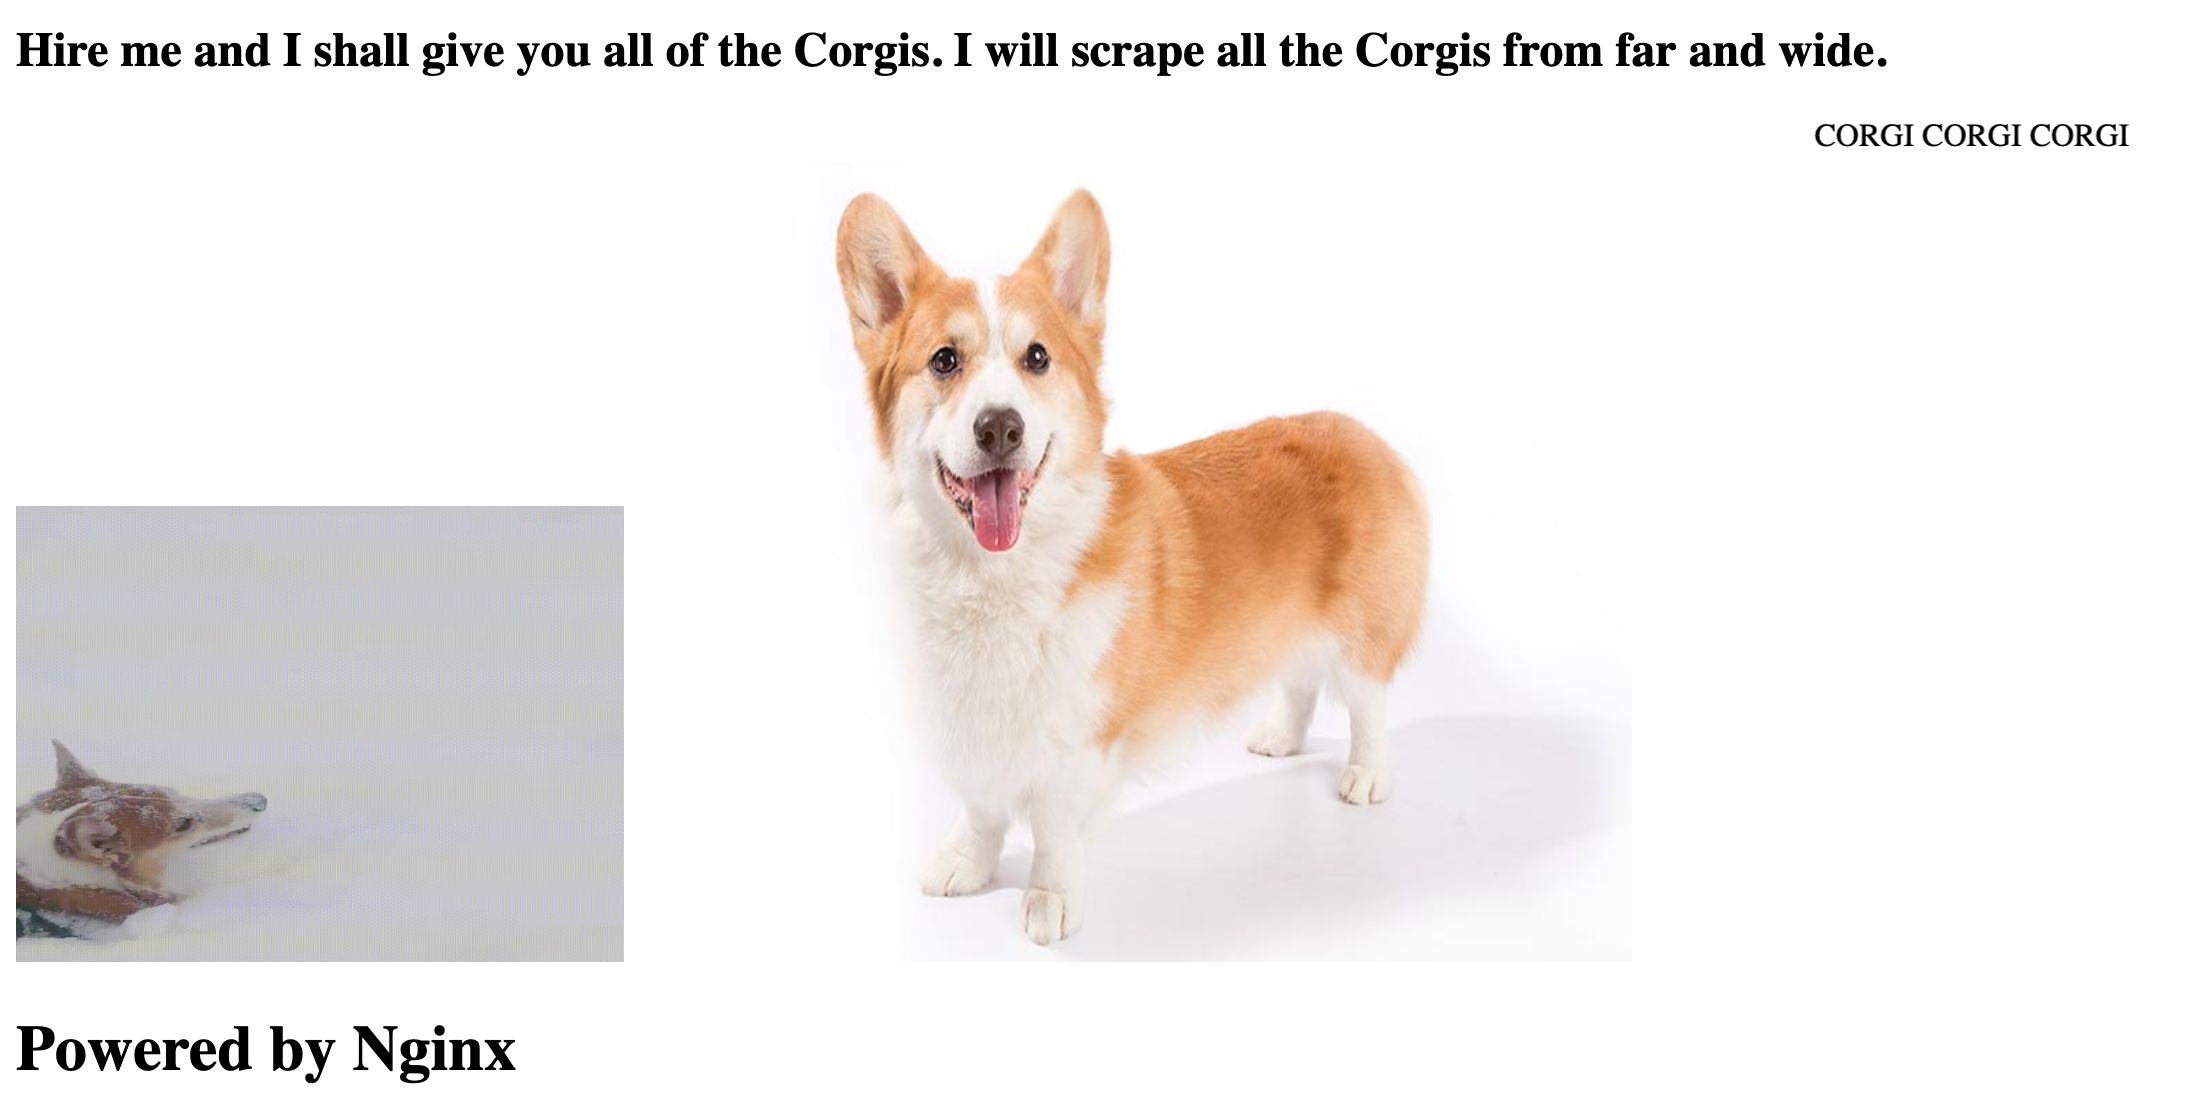 Hire me and I shall give you all of the Corgis. I will scrape all the Corgis from far and wide.
CORGI CORGI CORGI
Powered by Nginx